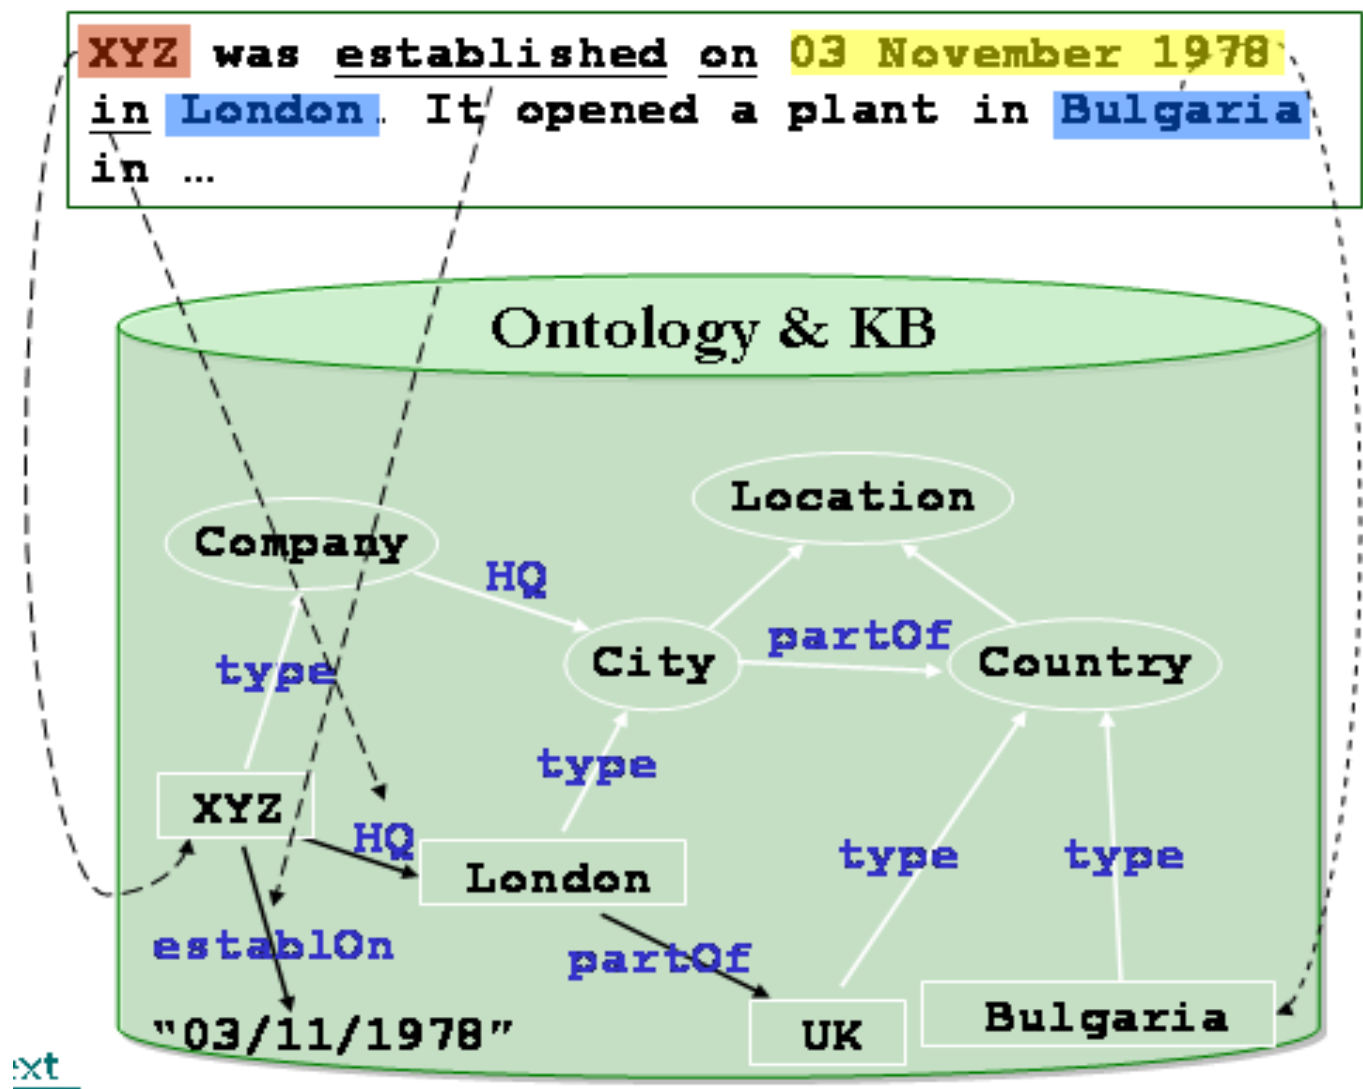 XYZ was established on 03 November 1978
in London. It opened a plant in Bulgaria
in …
Ontology & KB
Location
Company
HQ
partOf
City
Country
type
type
XYZ
HQ
type
type
London
establOn
partOf
Bulgaria
"03/11/1978"
UK
:xt